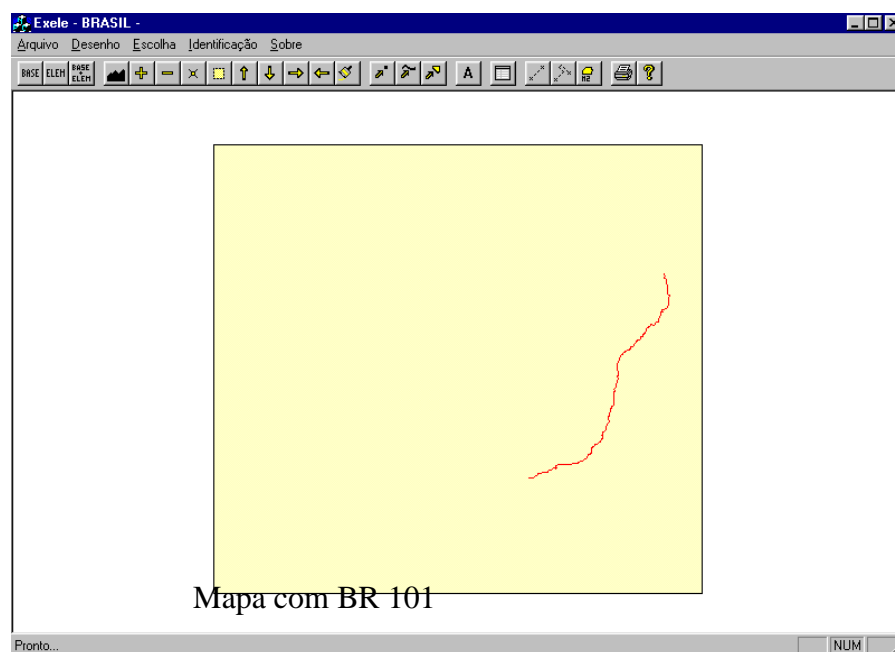 Exele - BRASIL -
Arquivo Desenho Escolha Identificação Sobre
BASE ELEM BASE + ELEM A ?
Mapa com BR 101
Pronto... NUM